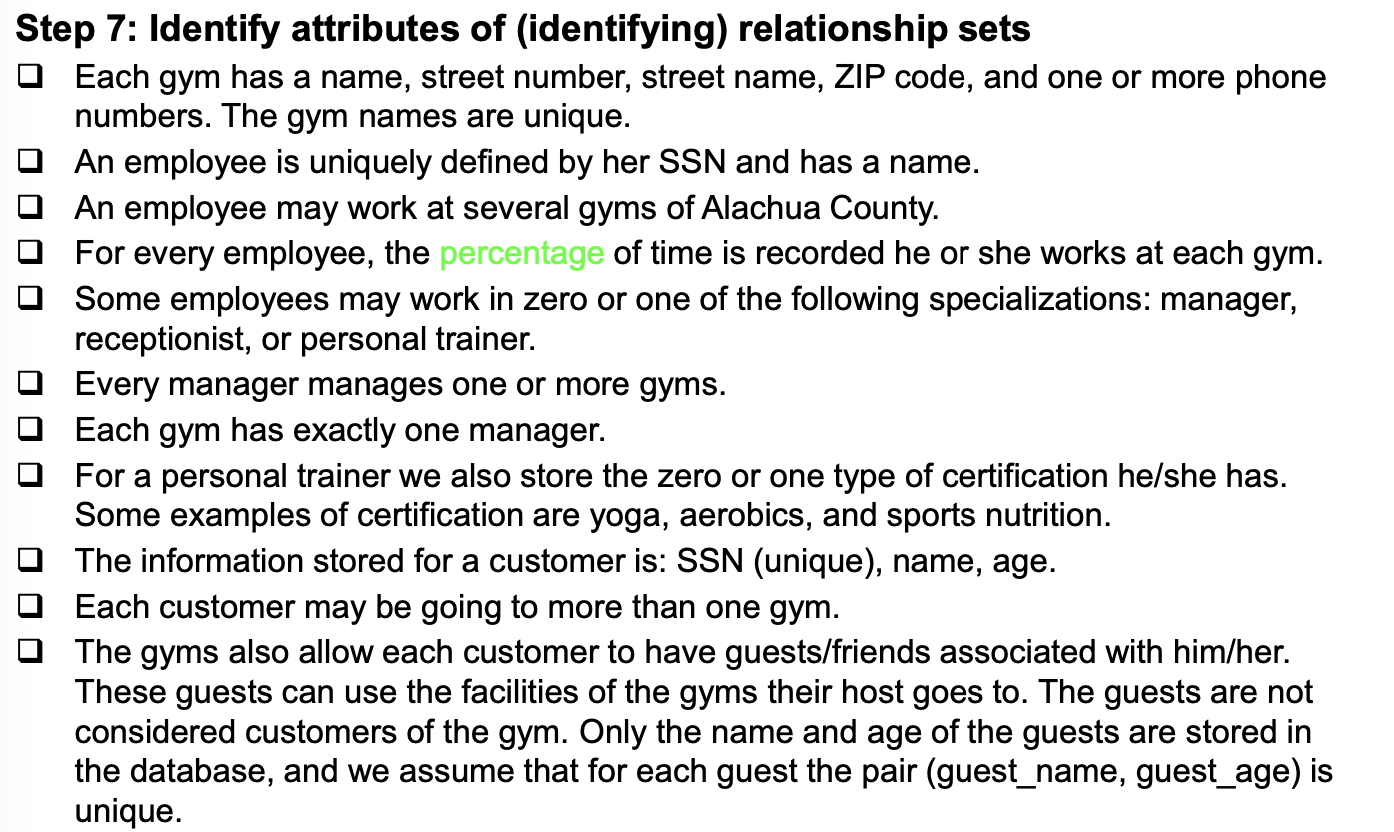 Step 7: Identify attributes of (identifying) relationship sets
❑ Each gym has a name, street number, street name, ZIP code, and one or more phone
numbers. The gym names are unique.
❑ An employee is uniquely defined by her SSN and has a name.
❑ An employee may work at several gyms of Alachua County.
❑ For every employee, the percentage of time is recorded he or she works at each gym.
❑ Some employees may work in zero or one of the following specializations: manager,
receptionist, or personal trainer.
❑ Every manager manages one or more gyms.
❑ Each gym has exactly one manager.
❑ For a personal trainer we also store the zero or one type of certification he/she has.
Some examples of certification are yoga, aerobics, and sports nutrition.
❑ The information stored for a customer is: SSN (unique), name, age.
❑ Each customer may be going to more than one gym.
❑ The gyms also allow each customer to have guests/friends associated with him/her.
These guests can use the facilities of the gyms their host goes to. The guests are not
considered customers of the gym. Only the name and age of the guests are stored in
the database, and we assume that for each guest the pair (guest_name, guest_age) is
unique.